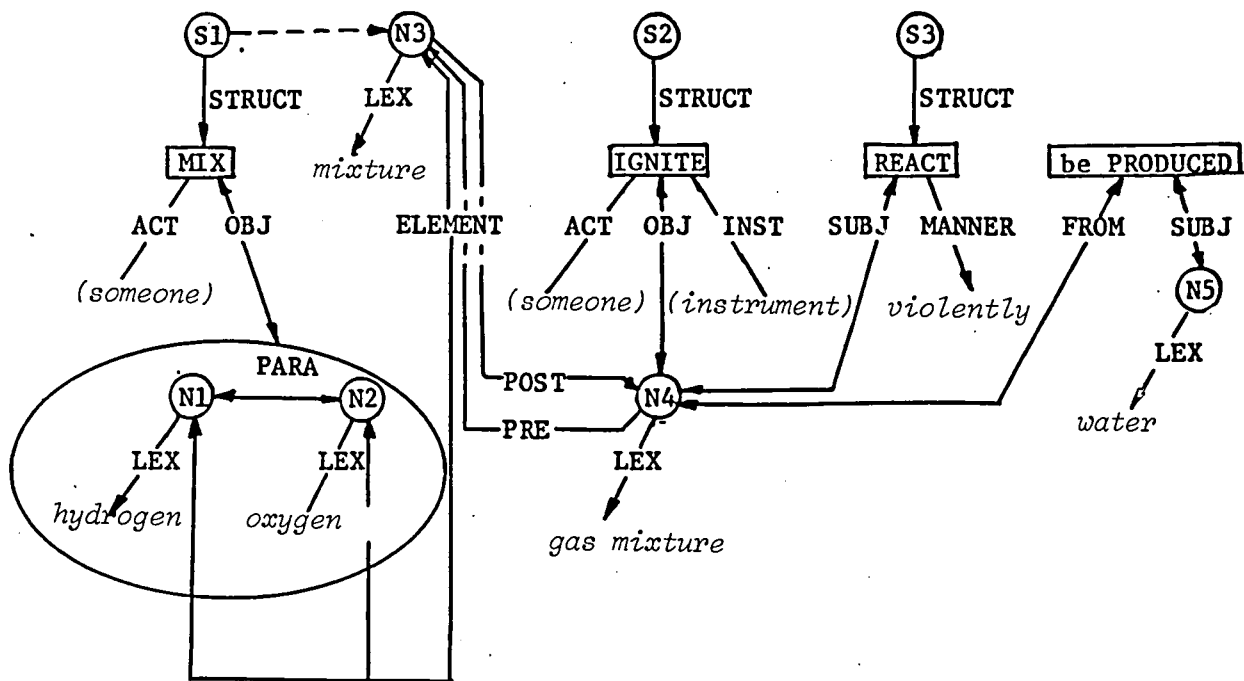 S1 N3 S2 S3
STRUCT LEX STRUCT STRUCT
MIX mixture IGNITE REACT be PRODUCED
ACT OBJ ELEMENT ACT OBJ INST SUBJ MANNER FROM SUBJ
(someone) (someone) (instrument) violently N5
LEX
PARA POST
N1 N2 N4
PRE water
LEX LEX LEX
hydrogen oxygen gas mixture